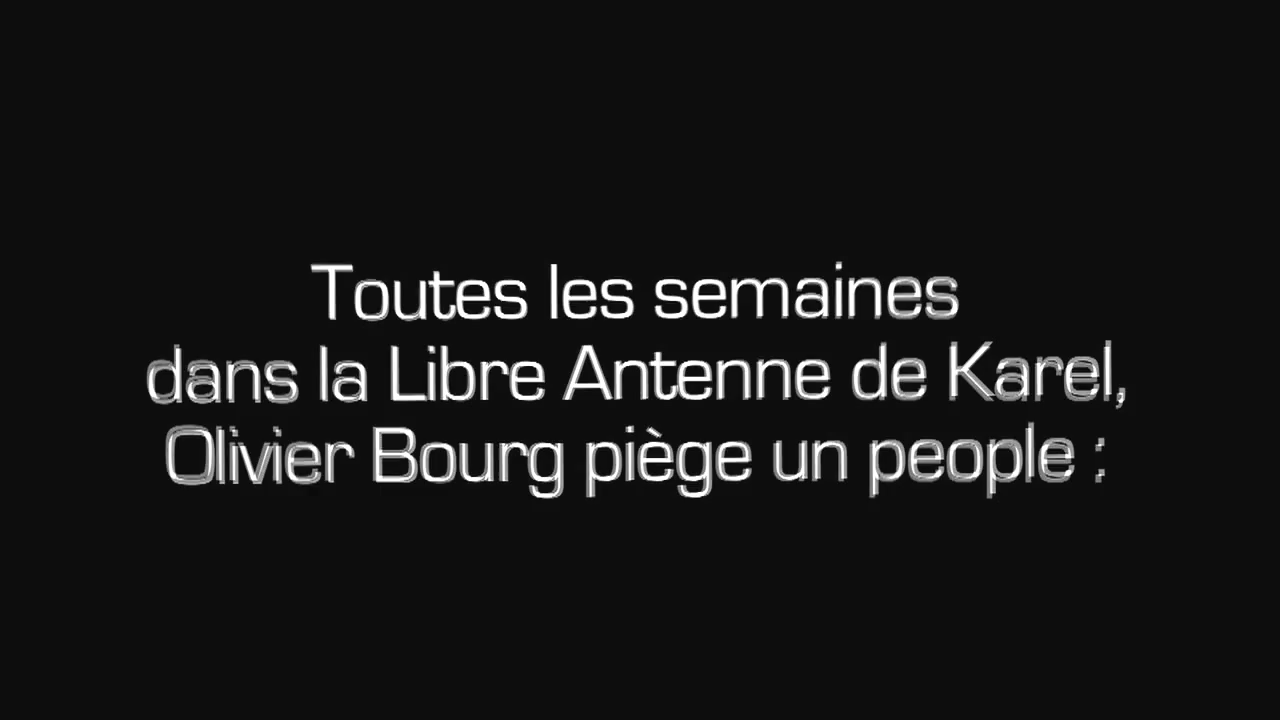 Toutes les semaines
dans la Libre Antenne de Karel,
Olivier Bourg piège un people :